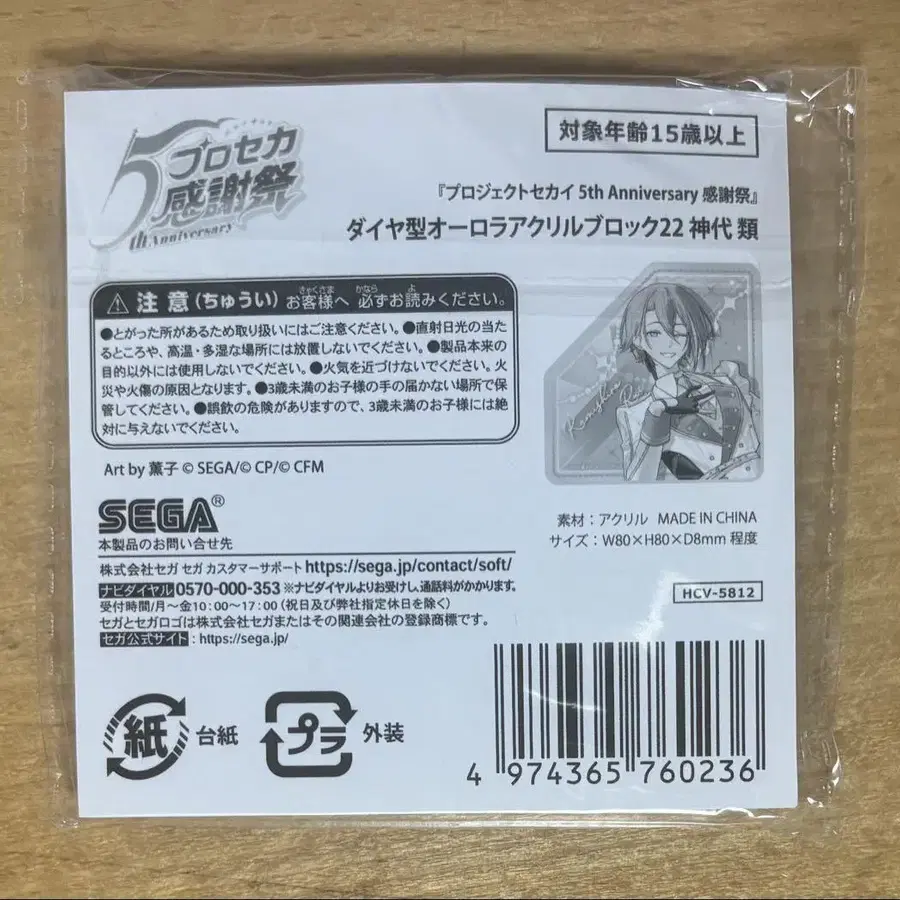 5
プロセカ
感謝祭
th Anniversary
対象年齢15歳以上
『プロジェクトセカイ 5th Anniversary 感謝祭』
ダイヤ型オーロラアクリルブロック22 神代 類
注意(ちゅうい) お客様へ 必ずお読みください。
きゃくさま かなら よ
●とがった所があるため取り扱いにはご注意ください。●直射日光の当た
るところや、高温・多湿な場所には放置しないでください。●製品本来の
目的以外には使用しないでください。●火気を近づけないでください。火
災や火傷の原因となります。●3歳未満のお子様の手の届かない場所で保
管してください。●誤飲の危険がありますので、3歳未満のお子様には絶
対に与えないでください。
Art by 薫子 © SEGA/© CP/© CFM
SEGA®
本製品のお問い合せ先
株式会社セガ セガ カスタマーサポート https://sega.jp/contact/soft/
ナビダイヤル 0570-000-353 ※ナビダイヤルよりお受けし、通話料がかかります。
受付時間/月〜金10:00〜17:00(祝日及び弊社指定休日を除く)
セガとセガロゴは株式会社セガまたはその関連会社の登録商標です。
セガ公式サイト:https://sega.jp/
素材:アクリル MADE IN CHINA
サイズ:W80×H80×D8mm 程度
HCV-5812
紙 台紙
プラ 外装
4 974365 760236